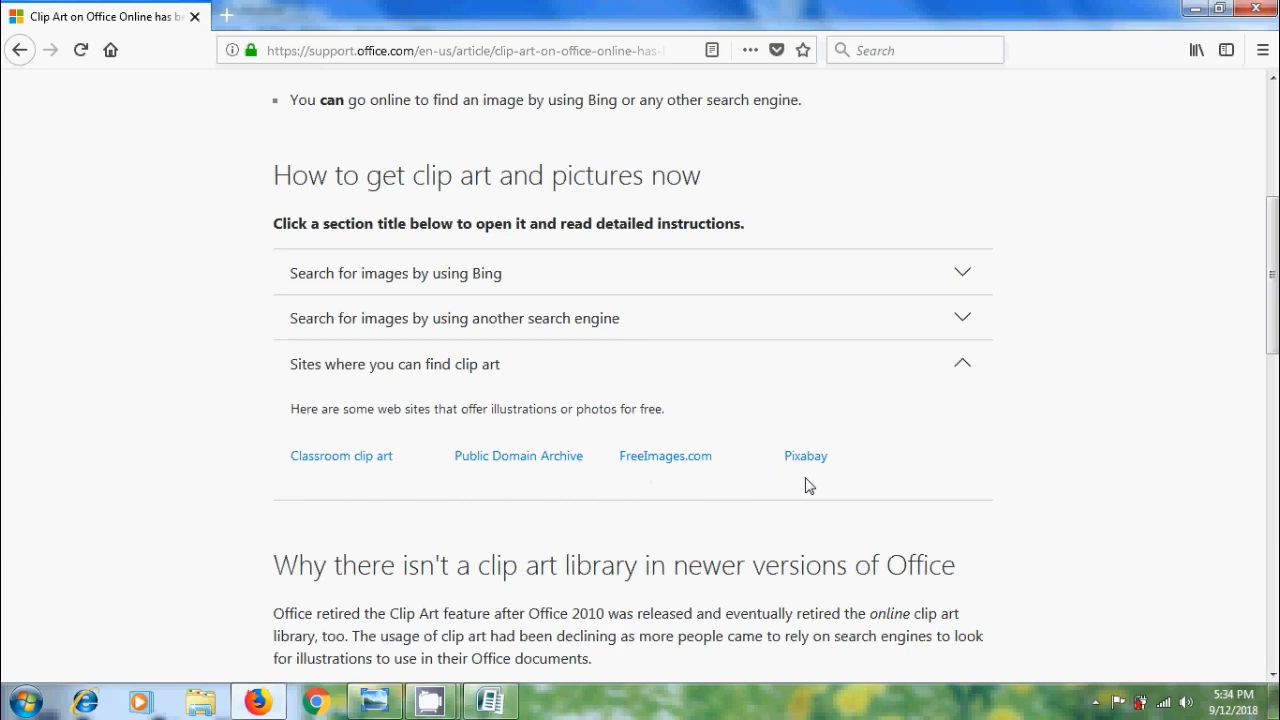 Clip Art on Office Online has be
https://support.office.com/en-us/article/clip-art-on-office-online-has-
Search
You can go online to find an image by using Bing or any other search engine.
How to get clip art and pictures now
Click a section title below to open it and read detailed instructions.
Search for images by using Bing
Search for images by using another search engine
Sites where you can find clip art
Here are some web sites that offer illustrations or photos for free.
Classroom clip art Public Domain Archive FreeImages.com Pixabay
Why there isn't a clip art library in newer versions of Office
Office retired the Clip Art feature after Office 2010 was released and eventually retired the online clip art
library, too. The usage of clip art had been declining as more people came to rely on search engines to look
for illustrations to use in their Office documents.
5:34 PM
9/12/2018